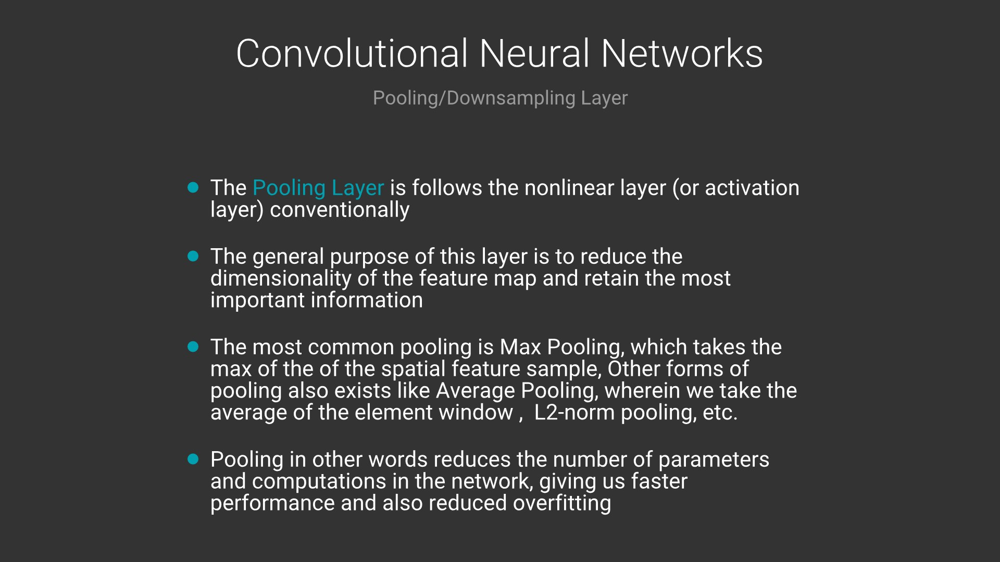 Convolutional Neural Networks
Pooling/Downsampling Layer
The Pooling Layer is follows the nonlinear layer (or activation
layer) conventionally
The general purpose of this layer is to reduce the
dimensionality of the feature map and retain the most
important information
The most common pooling is Max Pooling, which takes the
max of the of the spatial feature sample, Other forms of
pooling also exists like Average Pooling, wherein we take the
average of the element window ,  L2-norm pooling, etc.
Pooling in other words reduces the number of parameters
and computations in the network, giving us faster
performance and also reduced overfitting